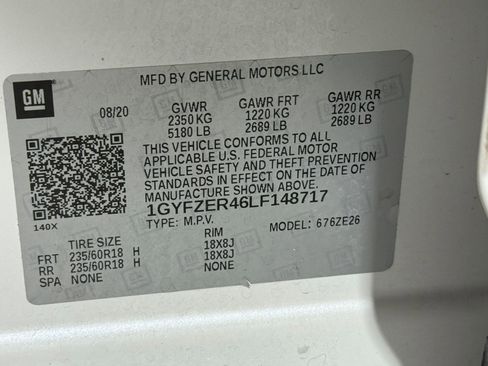 MFD BY GENERAL MOTORS LLC
GM
08/20 GVWR GAWR FRT GAWR RR
2350 KG 1220 KG 1220 KG
5180 LB 2689 LB 2689 LB
THIS VEHICLE CONFORMS TO ALL
APPLICABLE U.S. FEDERAL MOTOR
VEHICLE SAFETY AND THEFT PREVENTION
STANDARDS IN EFFECT ON THE DATE OF
MANUFACTURE SHOWN ABOVE.
1GYFZER46LF148717
140X
TYPE: M.P.V. MODEL: 676ZE26
TIRE SIZE RIM
FRT 235/60R18 H 18X8J
RR 235/60R18 H 18X8J
SPA NONE NONE